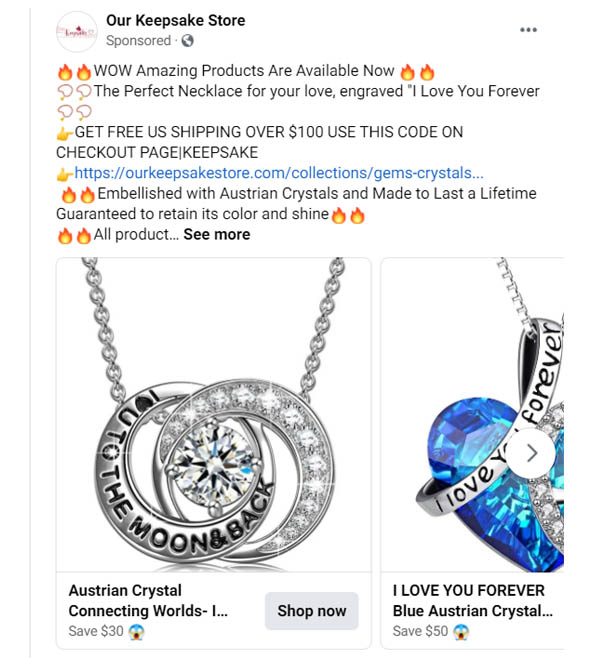 Our Keepsake Store
Sponsored ·
🔥🔥WOW Amazing Products Are Available Now 🔥🔥
The Perfect Necklace for your love, engraved "I Love You Forever
👉GET FREE US SHIPPING OVER $100 USE THIS CODE ON
CHECKOUT PAGE|KEEPSAKE
👉https://ourkeepsakestore.com/collections/gems-crystals...
🔥🔥Embellished with Austrian Crystals and Made to Last a Lifetime
Guaranteed to retain its color and shine🔥🔥
🔥🔥All product... See more
I U TO THE MOON&BACK
I love forever
Austrian Crystal
Connecting Worlds- I...
Save $30 😱
Shop now
I LOVE YOU FOREVER
Blue Austrian Crystal...
Save $50 😱